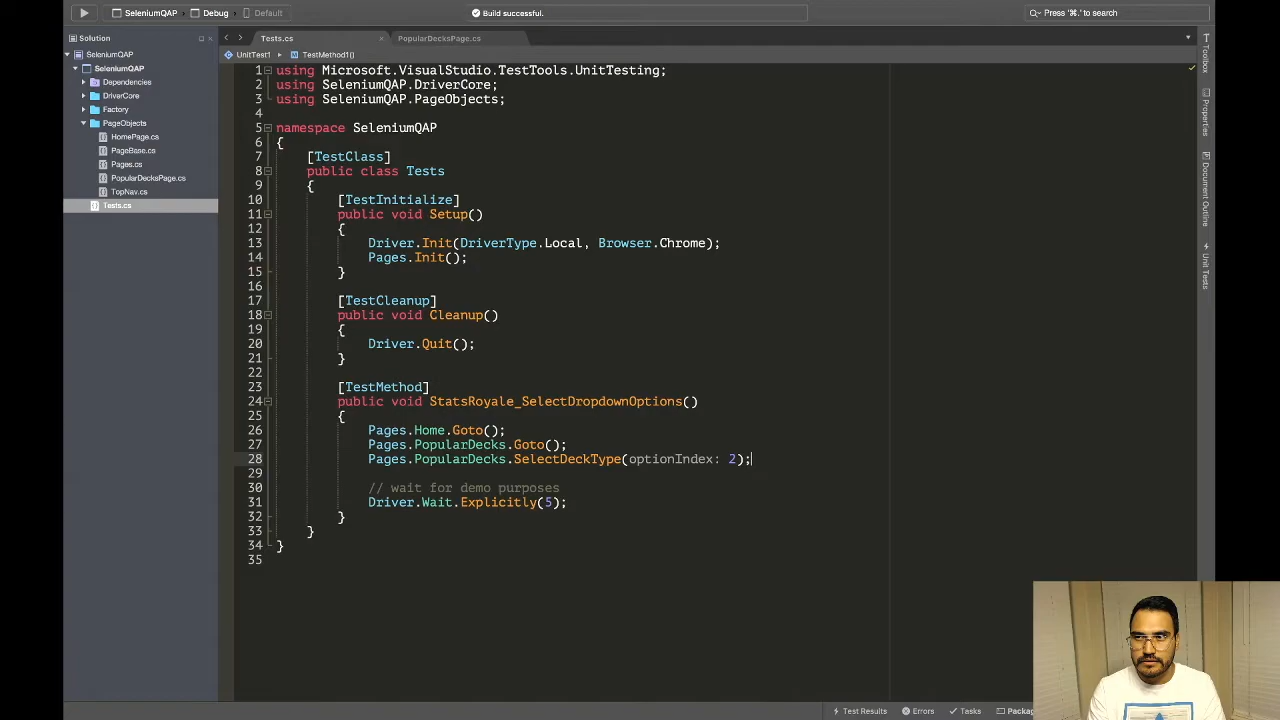 SeleniumQAP > Debug > Default
Build successful.
Press '⌘.' to search
Solution
SeleniumQAP
SeleniumQAP
Dependencies
DriverCore
Factory
PageObjects
HomePage.cs
PageBase.cs
Pages.cs
PopularDecksPage.cs
TopNav.cs
Tests.cs
Tests.cs
PopularDecksPage.cs
UnitTest1
M TestMethod1()
1 using Microsoft.VisualStudio.TestTools.UnitTesting;
2 using SeleniumQAP.DriverCore;
3 using SeleniumQAP.PageObjects;
4
5 namespace SeleniumQAP
6 {
7 [TestClass]
8 public class Tests
9 {
10 [TestInitialize]
11 public void Setup()
12 {
13 Driver.Init(DriverType.Local, Browser.Chrome);
14 Pages.Init();
15 }
16
17 [TestCleanup]
18 public void Cleanup()
19 {
20 Driver.Quit();
21 }
22
23 [TestMethod]
24 public void StatsRoyale_SelectDropdownOptions()
25 {
26 Pages.Home.Goto();
27 Pages.PopularDecks.Goto();
28 Pages.PopularDecks.SelectDeckType(optionIndex: 2);
29
30 // wait for demo purposes
31 Driver.Wait.Explicitly(5);
32 }
33 }
34 }
35
Toolbox
Properties
Document Outline
Unit Tests
Test Results
Errors
Tasks